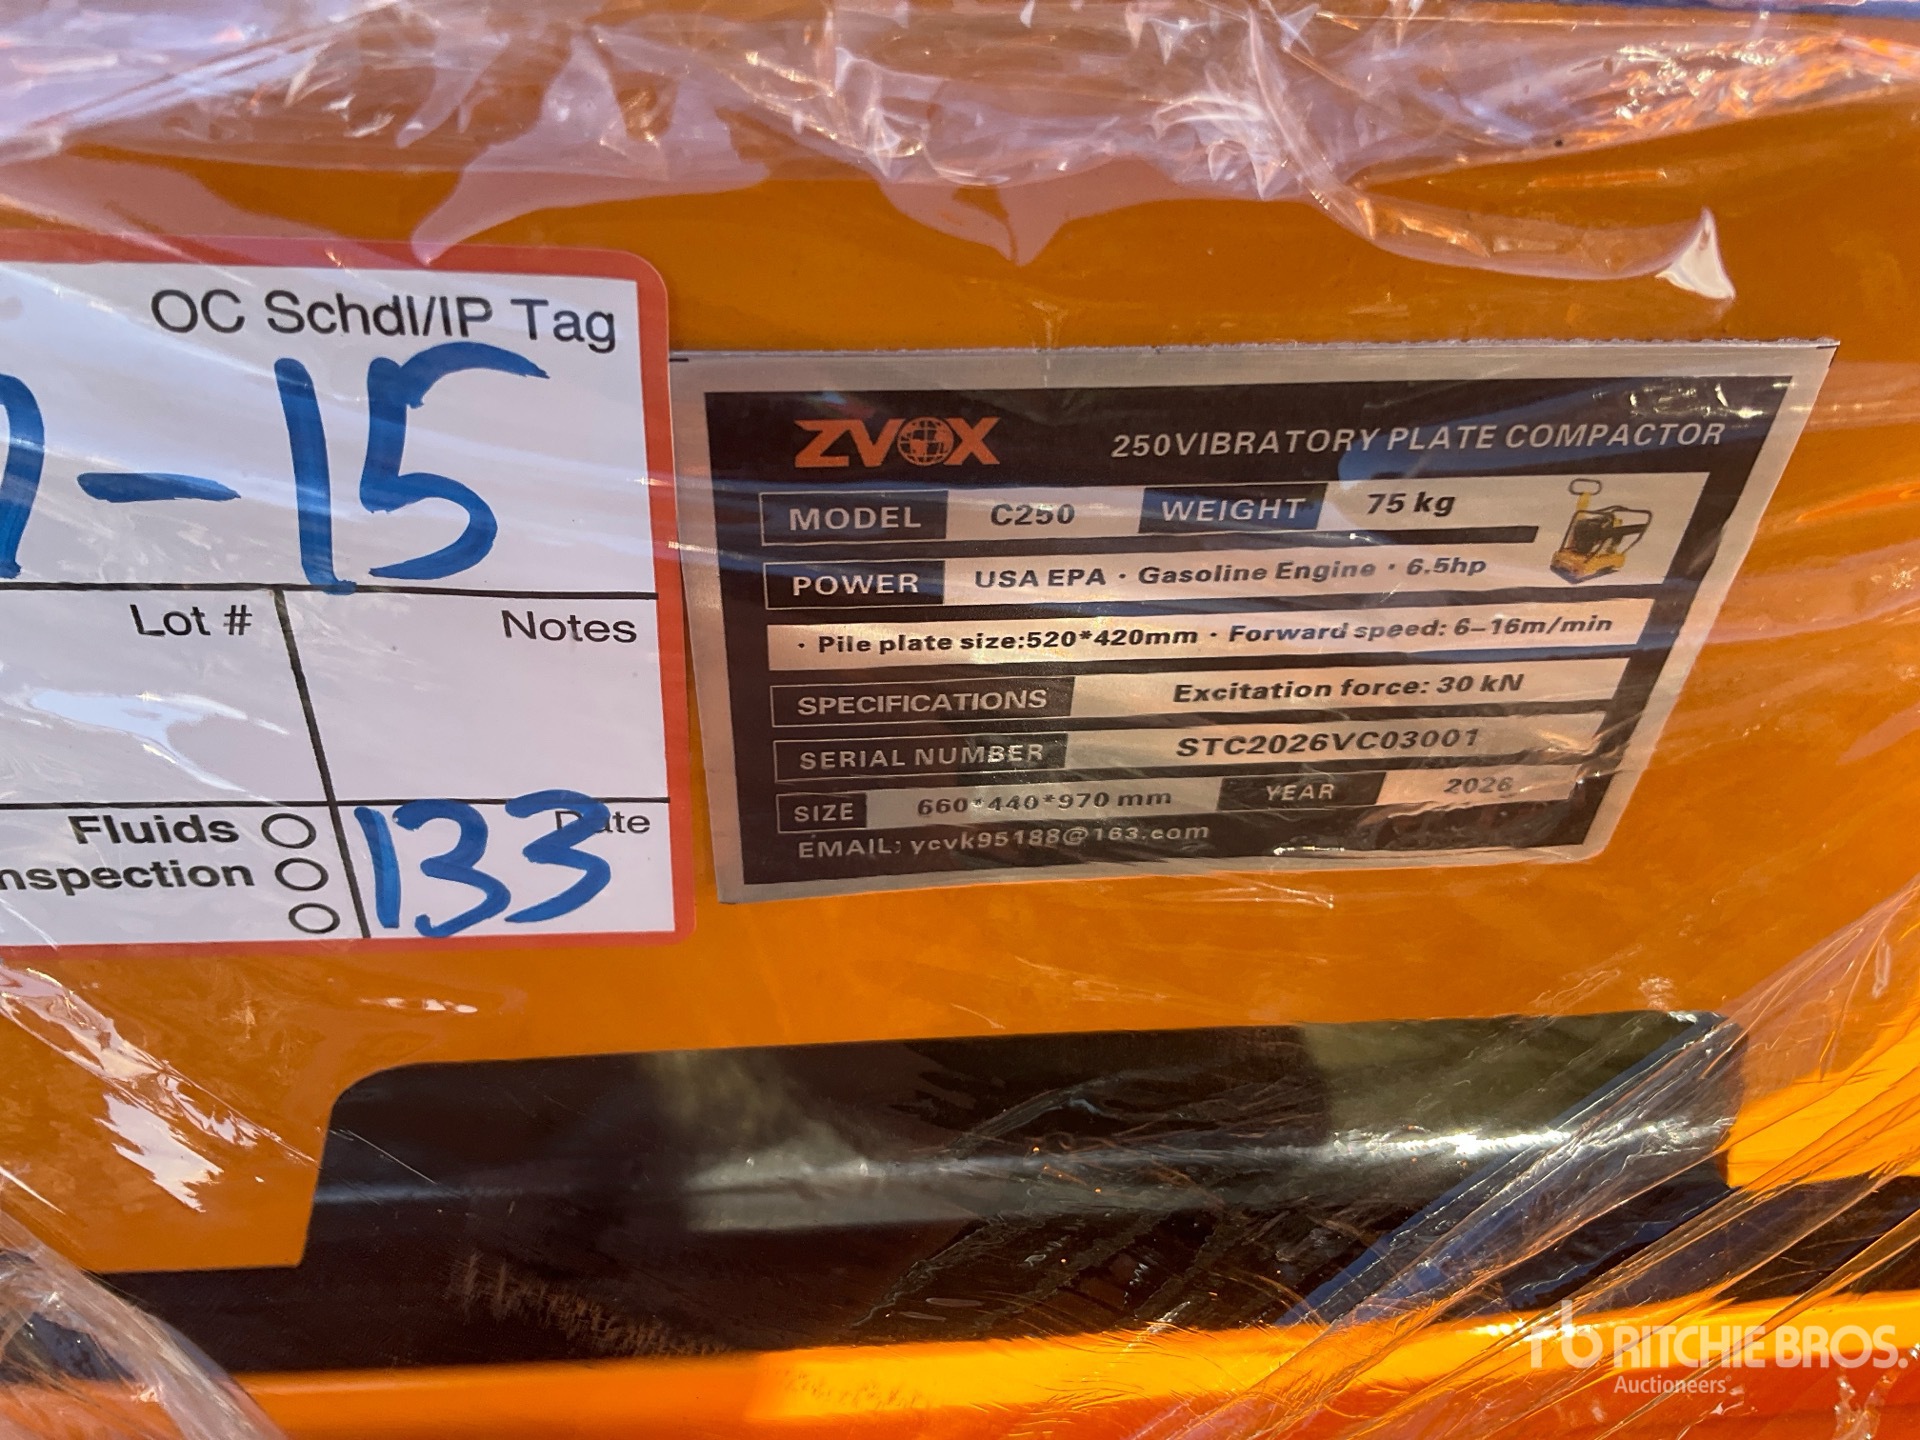 OC Schdl/IP Tag
-15
Lot #
Notes
Fluids
Date
133
nspection
ZVOX
250VIBRATORY PLATE COMPACTOR
MODEL C250 WEIGHT 75 kg
POWER USA EPA · Gasoline Engine · 6.5hp
· Pile plate size:520*420mm · Forward speed: 6-16m/min
SPECIFICATIONS Excitation force: 30 kN
SERIAL NUMBER STC2026VC03001
SIZE 660*440*970 mm YEAR 2026
EMAIL: ycvk95188@163.com
rb RITCHIE BROS.
Auctioneers